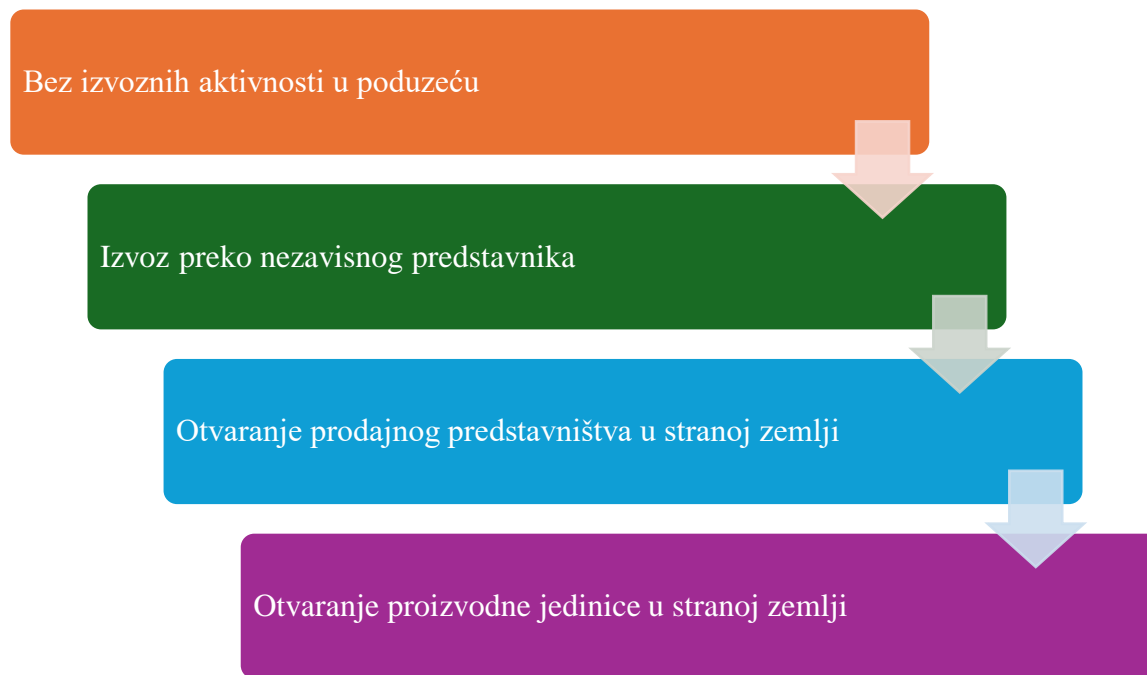 Bez izvoznih aktivnosti u poduzeću
Izvoz preko nezavisnog predstavnika
Otvaranje prodajnog predstavništva u stranoj zemlji
Otvaranje proizvodne jedinice u stranoj zemlji